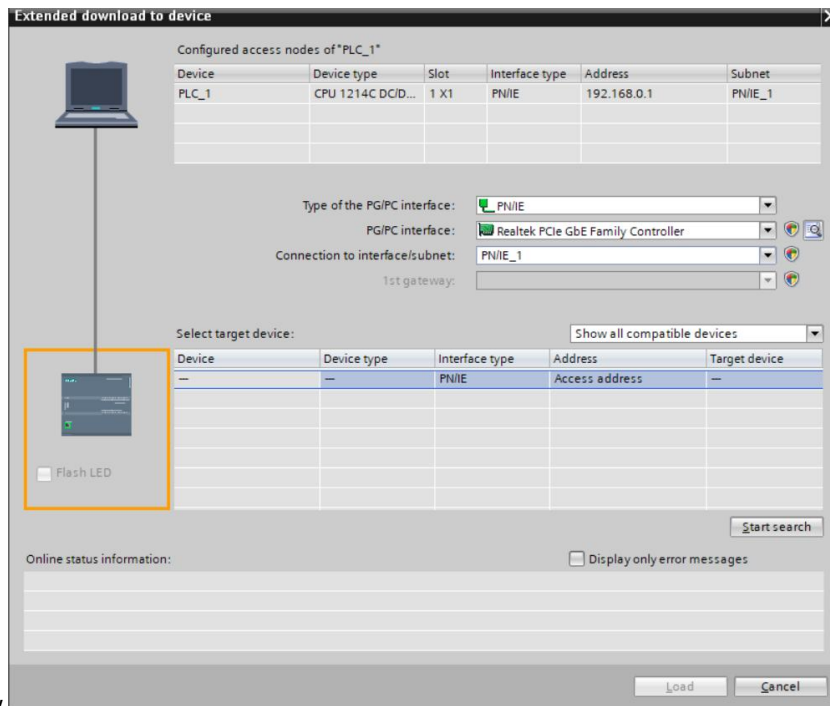 Extended download to device
Configured access nodes of "PLC_1"
Device Device type Slot Interface type Address Subnet
PLC_1 CPU 1214C DC/D... 1 X1 PN/IE 192.168.0.1 PN/IE_1
Type of the PG/PC interface: PN/IE
PG/PC interface: Realtek PCIe GbE Family Controller
Connection to interface/subnet: PN/IE_1
1st gateway:
Select target device: Show all compatible devices
Device Device type Interface type Address Target device
— — PN/IE Access address —
Flash LED
Start search
Online status information: Display only error messages
Load Cancel